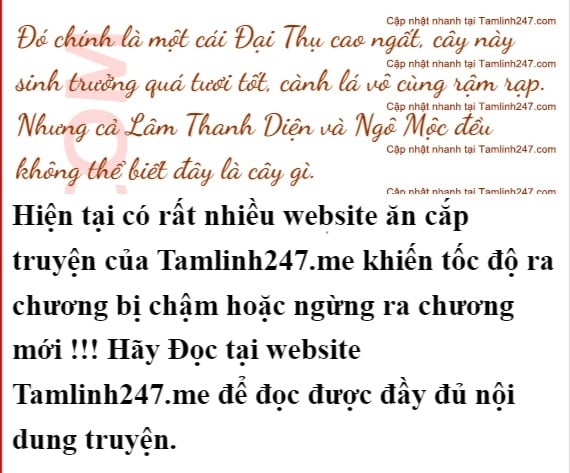 Cập nhật nhanh tại Tamlinh247.com
Đó chính là một cái Đại Thụ cao ngất, cây này
Cập nhật nhanh tại Tamlinh247.com
sinh trưởng quá tươi tốt, cành lá vô cùng rậm rạp.
Cập nhật nhanh tại Tamlinh247.com
Nhưng cả Lâm Thanh Diện và Ngô Mộc đều
Cập nhật nhanh tại Tamlinh247.com
không thể biết đây là cây gì.
Cập nhật nhanh tại Tamlinh247.com
Hiện tại có rất nhiều website ăn cắp
truyện của Tamlinh247.me khiến tốc độ ra
chương bị chậm hoặc ngừng ra chương
mới !!! Hãy Đọc tại website
Tamlinh247.me để đọc được đầy đủ nội
dung truyện.